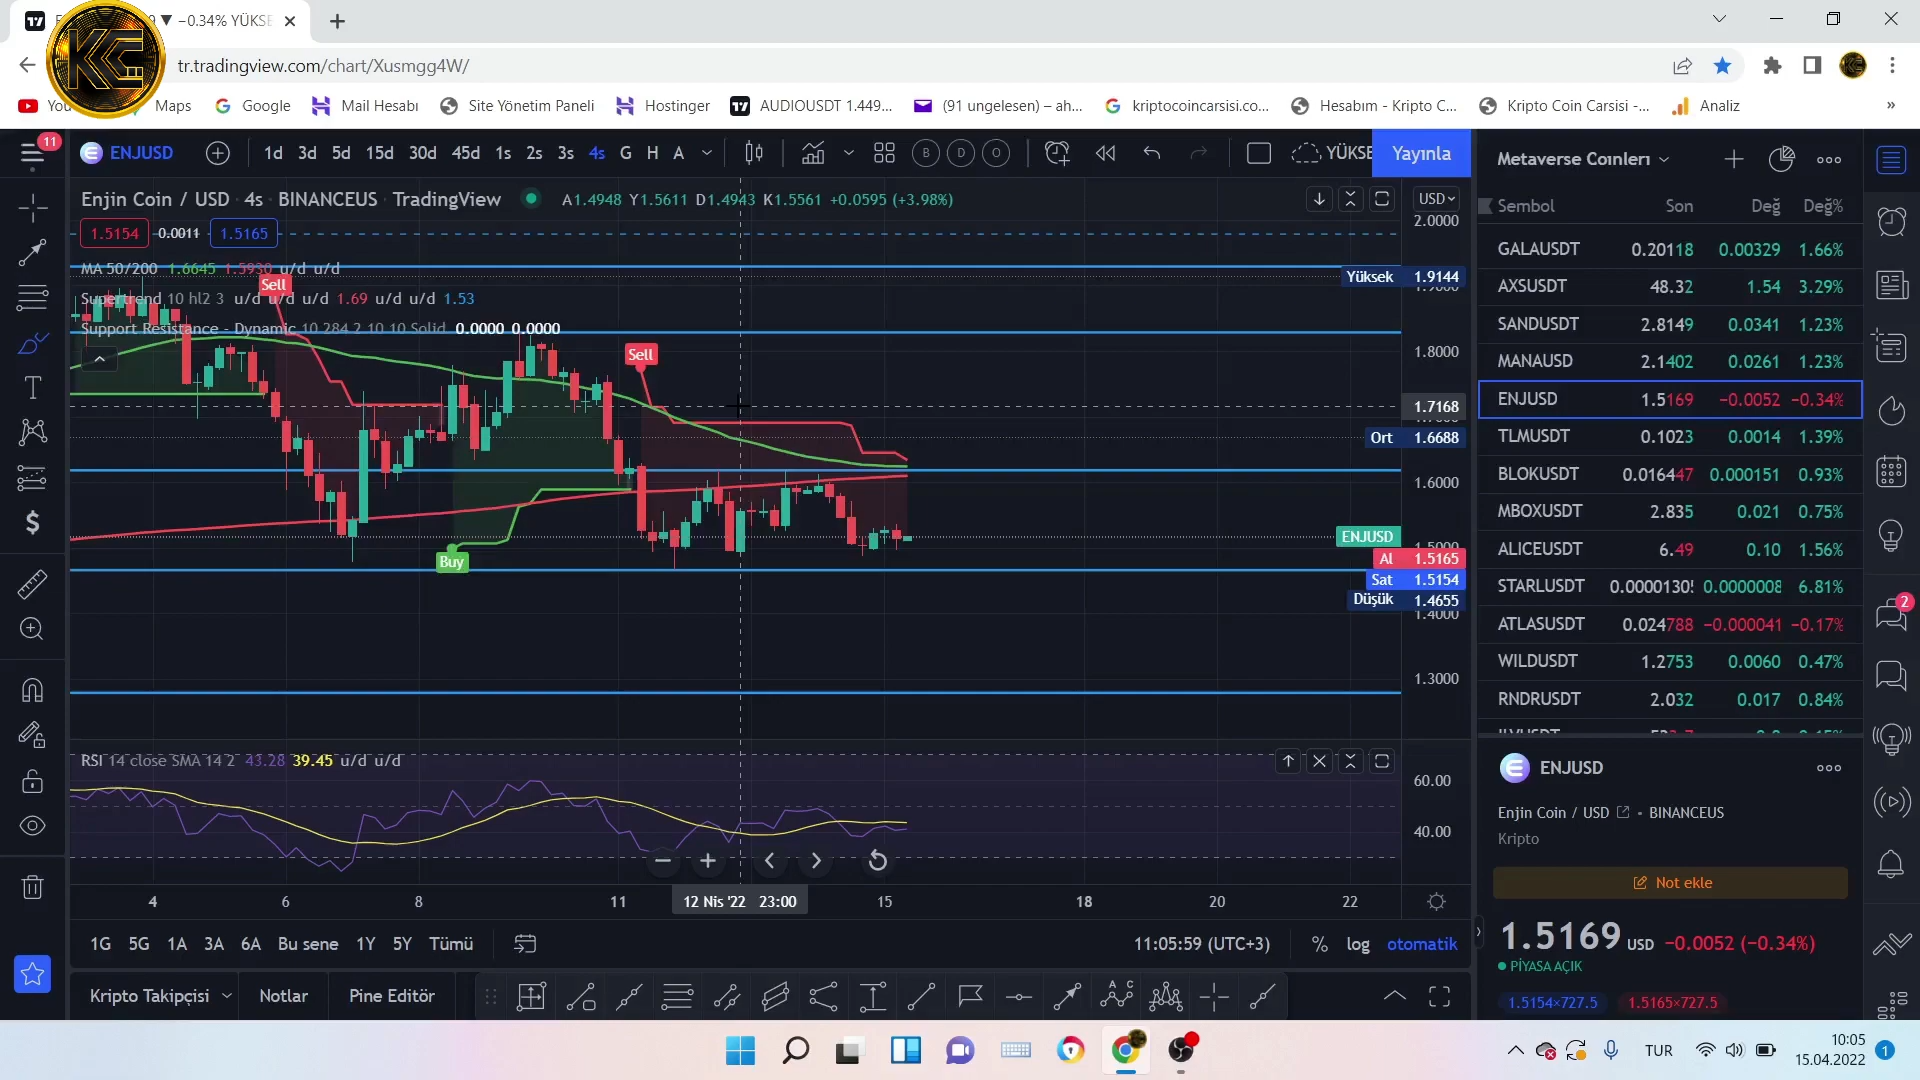 9 ▼ −0.34% YÜKSE
tr.tradingview.com/chart/Xusmgg4W/
Maps
Google
Mail Hesabı
Site Yönetim Paneli
Hostinger
AUDIOUSDT 1.449...
(91 ungelesen) – ah...
kriptocoincarsisi.co...
Hesabım - Kripto C...
Kripto Coin Carsisi -...
Analiz
»
11
ENJUSD
1d 3d 5d 15d 30d 45d 1s 2s 3s 4s G H A
B D O
YÜKSE
Yayınla
Enjin Coin / USD · 4s · BINANCEUS · TradingView
A1.4948 Y1.5611 D1.4943 K1.5561 +0.0595 (+3.98%)
USD
1.5154 0.0011 1.5165
MA 50/200 1.6645 1.5930 u/d u/d
Supertrend 10 hl2 3 u/d u/d u/d 1.69 u/d u/d 1.53
Support Resistance - Dynamic 10 284 2 10 10 Solid 0.0000 0.0000
Sell
Sell
Buy
2.0000
Yüksek 1.9144
1.8000
1.7168
Ort 1.6688
1.6000
ENJUSD
Al 1.5165
Sat 1.5154
Düşük 1.4655
1.4000
1.3000
RSI 14 close SMA 14 2 43.28 39.45 u/d u/d
60.00
40.00
4 6 8 11 12 Nis '22 23:00 15 18 20 22
1G 5G 1A 3A 6A Bu sene 1Y 5Y Tümü
11:05:59 (UTC+3)
% log otomatik
Kripto Takipçisi
Notlar
Pine Editör
Metaverse Coinleri
Sembol Son Değ Değ%
GALAUSDT 0.20118 0.00329 1.66%
AXSUSDT 48.32 1.54 3.29%
SANDUSDT 2.8149 0.0341 1.23%
MANAUSD 2.1402 0.0261 1.23%
ENJUSD 1.5169 −0.0052 −0.34%
TLMUSDT 0.1023 0.0014 1.39%
BLOKUSDT 0.016447 0.000151 0.93%
MBOXUSDT 2.835 0.021 0.75%
ALICEUSDT 6.49 0.10 1.56%
STARLUSDT 0.0000130 0.0000008 6.81%
ATLASUSDT 0.024788 −0.000041 −0.17%
WILDUSDT 1.2753 0.0060 0.47%
RNDRUSDT 2.032 0.017 0.84%
2
ENJUSD
Enjin Coin / USD · BINANCEUS
Kripto
Not ekle
1.5169 USD −0.0052 (−0.34%)
PİYASA AÇIK
1.5154×727.5 1.5165×727.5
TUR
10:05
15.04.2022
1